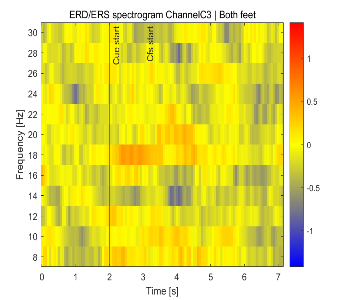 ERD/ERS spectrogram ChannelC3 | Both feet
Frequency [Hz]
30
28
26
24
22
20
18
16
14
12
10
8
Cue start
Cfs start
1
0.5
0
-0.5
-1
0 1 2 3 4 5 6 7
Time [s]